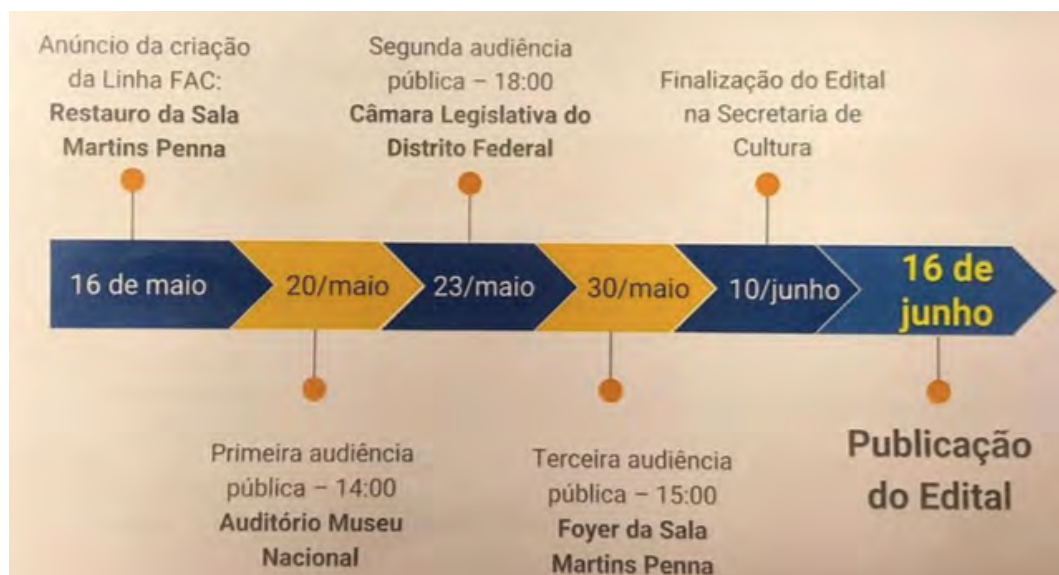 Anúncio da criação
da Linha FAC:
Restauro da Sala
Martins Penna
Segunda audiência
pública – 18:00
Câmara Legislativa do
Distrito Federal
Finalização do Edital
na Secretaria de
Cultura
16 de maio
20/maio
23/maio
30/maio
10/junho
16 de
junho
Primeira audiência
pública – 14:00
Auditório Museu
Nacional
Terceira audiência
pública – 15:00
Foyer da Sala
Martins Penna
Publicação
do Edital